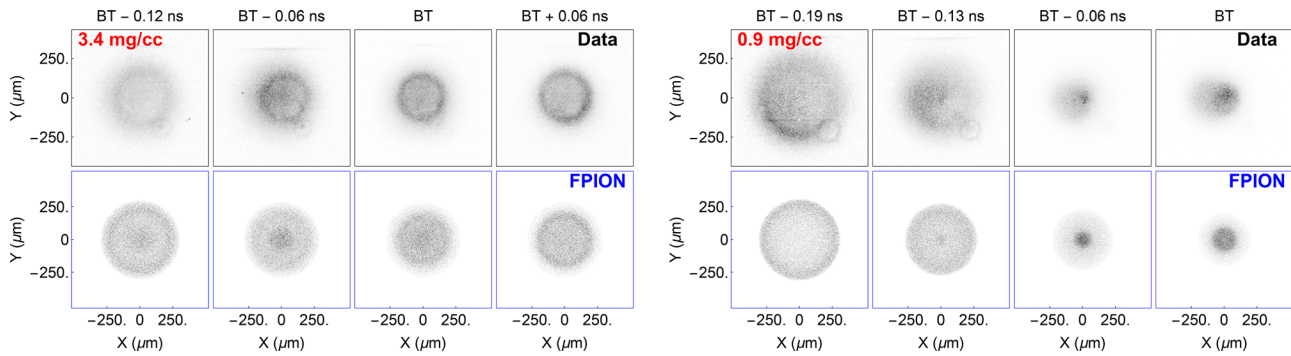 BT − 0.12 ns BT − 0.06 ns BT BT + 0.06 ns
3.4 mg/cc Data
250.
0
−250.
Y (μm)
FPION
250.
0
−250.
Y (μm)
−250. 0 250. −250. 0 250. −250. 0 250. −250. 0 250.
X (μm) X (μm) X (μm) X (μm)
BT − 0.19 ns BT − 0.13 ns BT − 0.06 ns BT
0.9 mg/cc Data
250.
0
−250.
Y (μm)
FPION
250.
0
−250.
Y (μm)
−250. 0 250. −250. 0 250. −250. 0 250. −250. 0 250.
X (μm) X (μm) X (μm) X (μm)